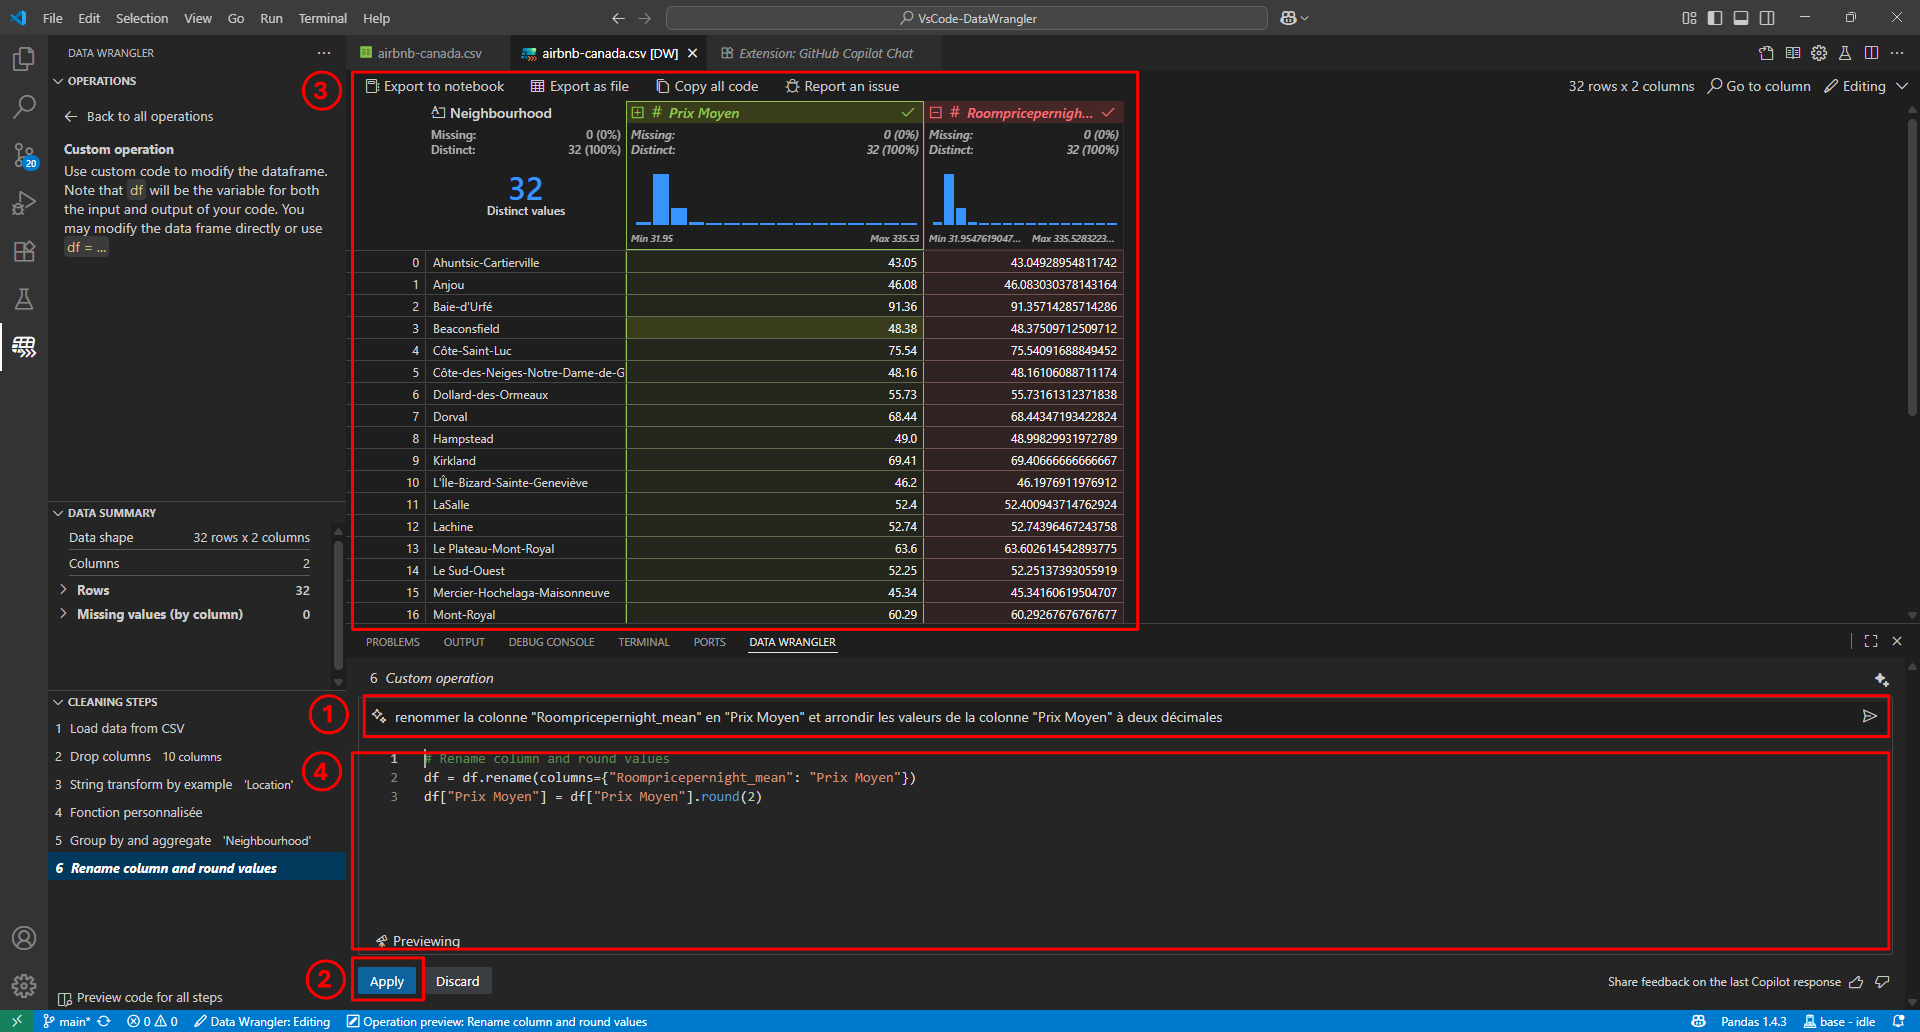 File Edit Selection View Go Run Terminal Help
VsCode-DataWrangler
DATA WRANGLER
airbnb-canada.csv
airbnb-canada.csv [DW]
Extension: GitHub Copilot Chat
OPERATIONS
Back to all operations
Custom operation
Use custom code to modify the dataframe.
Note that df will be the variable for both
the input and output of your code. You
may modify the data frame directly or use
df = ...
20
3
Export to notebook Export as file Copy all code Report an issue
32 rows x 2 columns Go to column Editing
Neighbourhood # Prix Moyen # Roompricepernigh...
Missing: 0 (0%) Missing: 0 (0%) Missing: 0 (0%)
Distinct: 32 (100%) Distinct: 32 (100%) Distinct: 32 (100%)
32
Distinct values
Min 31.95 Max 335.53 Min 31.9547619047... Max 335.5283223...
0 Ahuntsic-Cartierville 43.05 43.04928954811742
1 Anjou 46.08 46.083030378143164
2 Baie-d'Urfé 91.36 91.35714285714286
3 Beaconsfield 48.38 48.37509712509712
4 Côte-Saint-Luc 75.54 75.54091688849452
5 Côte-des-Neiges-Notre-Dame-de-G 48.16 48.16106088711174
6 Dollard-des-Ormeaux 55.73 55.73161312371838
7 Dorval 68.44 68.44347193422824
8 Hampstead 49.0 48.99829931972789
9 Kirkland 69.41 69.40666666666667
10 L'Île-Bizard-Sainte-Geneviève 46.2 46.1976911976912
11 LaSalle 52.4 52.400943714762924
12 Lachine 52.74 52.74396467243758
13 Le Plateau-Mont-Royal 63.6 63.602614542893775
14 Le Sud-Ouest 52.25 52.25137393055919
15 Mercier-Hochelaga-Maisonneuve 45.34 45.34160619504707
16 Mont-Royal 60.29 60.29267676767677
DATA SUMMARY
Data shape 32 rows x 2 columns
Columns 2
Rows 32
Missing values (by column) 0
PROBLEMS OUTPUT DEBUG CONSOLE TERMINAL PORTS DATA WRANGLER
6 Custom operation
1
renommer la colonne "Roompricepernight_mean" en "Prix Moyen" et arrondir les valeurs de la colonne "Prix Moyen" à deux décimales
CLEANING STEPS
1 Load data from CSV
2 Drop columns 10 columns
3 String transform by example 'Location'
4 Fonction personnalisée
5 Group by and aggregate 'Neighbourhood'
6 Rename column and round values
4
1 # Rename column and round values
2 df = df.rename(columns={"Roompricepernight_mean": "Prix Moyen"})
3 df["Prix Moyen"] = df["Prix Moyen"].round(2)
Previewing
2
Apply Discard
Share feedback on the last Copilot response
Preview code for all steps
main* 0 0 Data Wrangler: Editing Operation preview: Rename column and round values
Pandas 1.4.3 base - idle